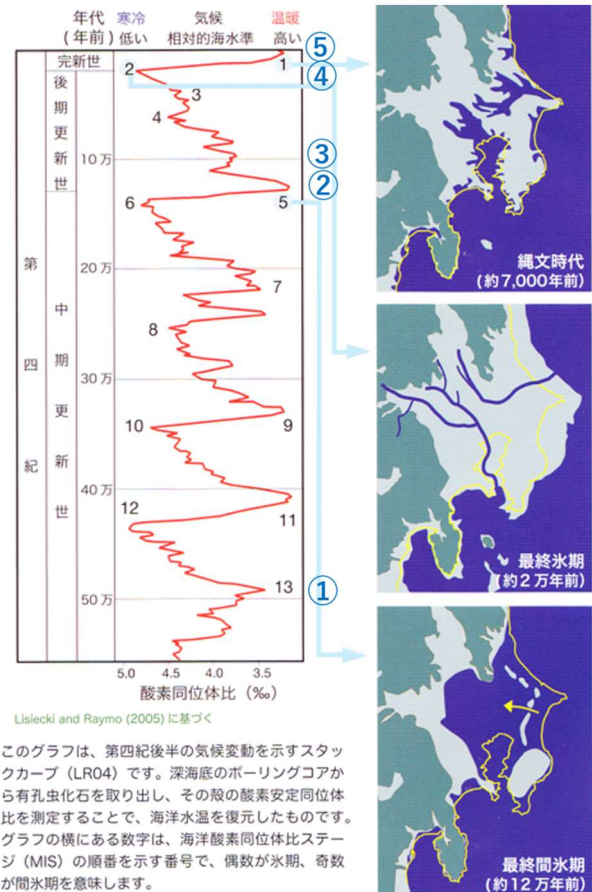 年代 寒冷 気候 温暖
(年前) 低い 相対的海水準 高い
完新世
後期更新世
中期更新世
第四紀
10万
20万
30万
40万
50万
1
2
3
4
5
6
7
8
9
10
11
12
13
⑤
④
③
②
①
5.0 4.5 4.0 3.5
酸素同位体比(‰)
Lisiecki and Raymo (2005) に基づく
このグラフは、第四紀後半の気候変動を示すスタッ
クカーブ(LR04)です。深海底のボーリングコアか
ら有孔虫化石を取り出し、その殻の酸素安定同位体
比を測定することで、海洋水温を復元したものです。
グラフの横にある数字は、海洋酸素同位体比ステー
ジ(MIS)の順番を示す番号で、偶数が氷期、奇数
が間氷期を意味します。
縄文時代
(約7,000年前)
最終氷期
(約2万年前)
最終間氷期
(約12万年前)